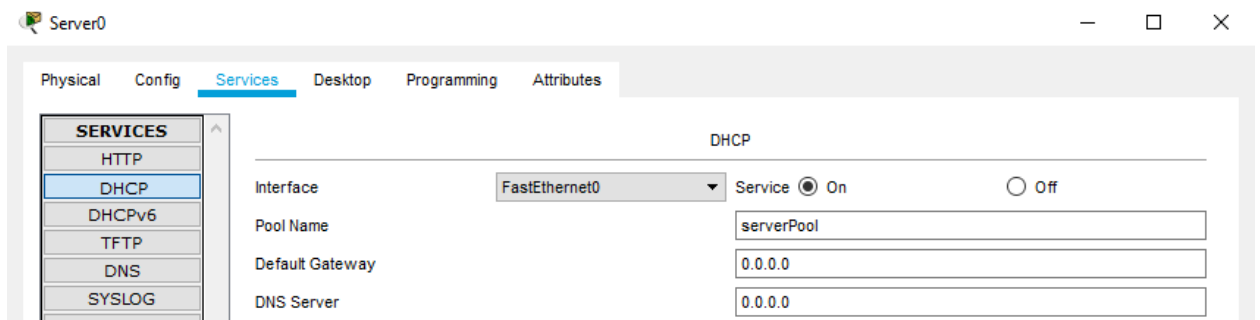 Server0
Physical Config Services Desktop Programming Attributes
SERVICES
HTTP
DHCP
DHCPv6
TFTP
DNS
SYSLOG
DHCP
Interface FastEthernet0 Service On Off
Pool Name serverPool
Default Gateway 0.0.0.0
DNS Server 0.0.0.0